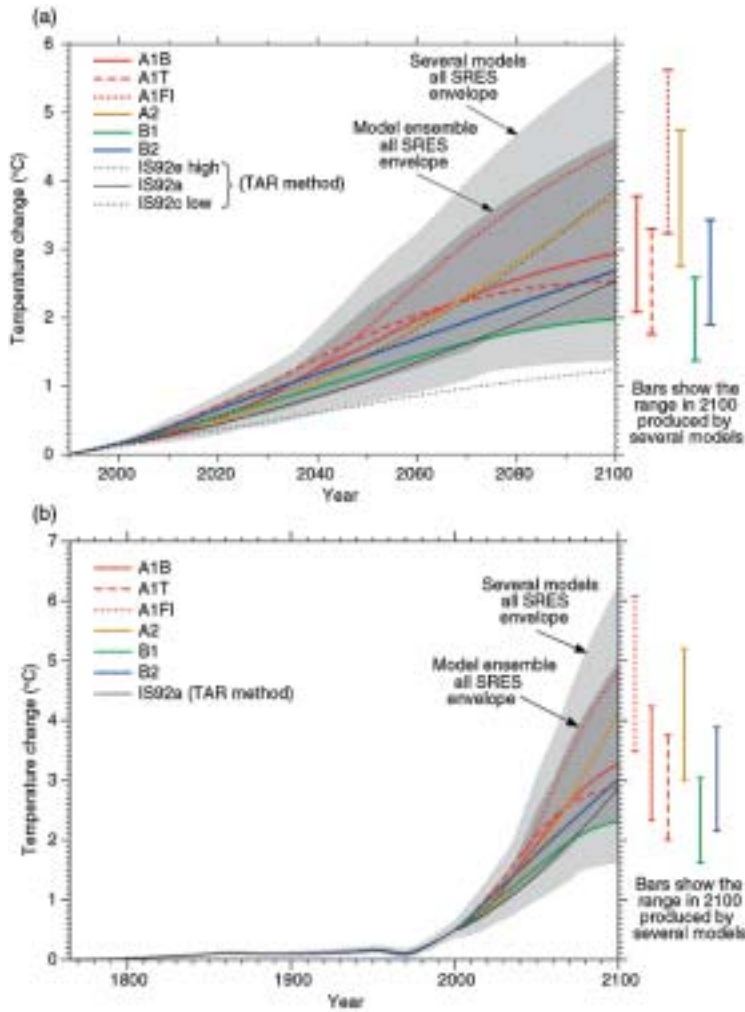 (a)
6
5
4
3
2
1
0
Temperature change (°C)
A1B
A1T
A1FI
A2
B1
B2
IS92e high
IS92a
IS92c low
(TAR method)
Several models
all SRES
envelope
Model ensemble
all SRES
envelope
2000 2020 2040 2060 2080 2100
Year
Bars show the
range in 2100
produced by
several models
(b)
7
6
5
4
3
2
1
0
Temperature change (°C)
A1B
A1T
A1FI
A2
B1
B2
IS92a (TAR method)
Several models
all SRES
envelope
Model ensemble
all SRES
envelope
1800 1900 2000 2100
Year
Bars show the
range in 2100
produced by
several models